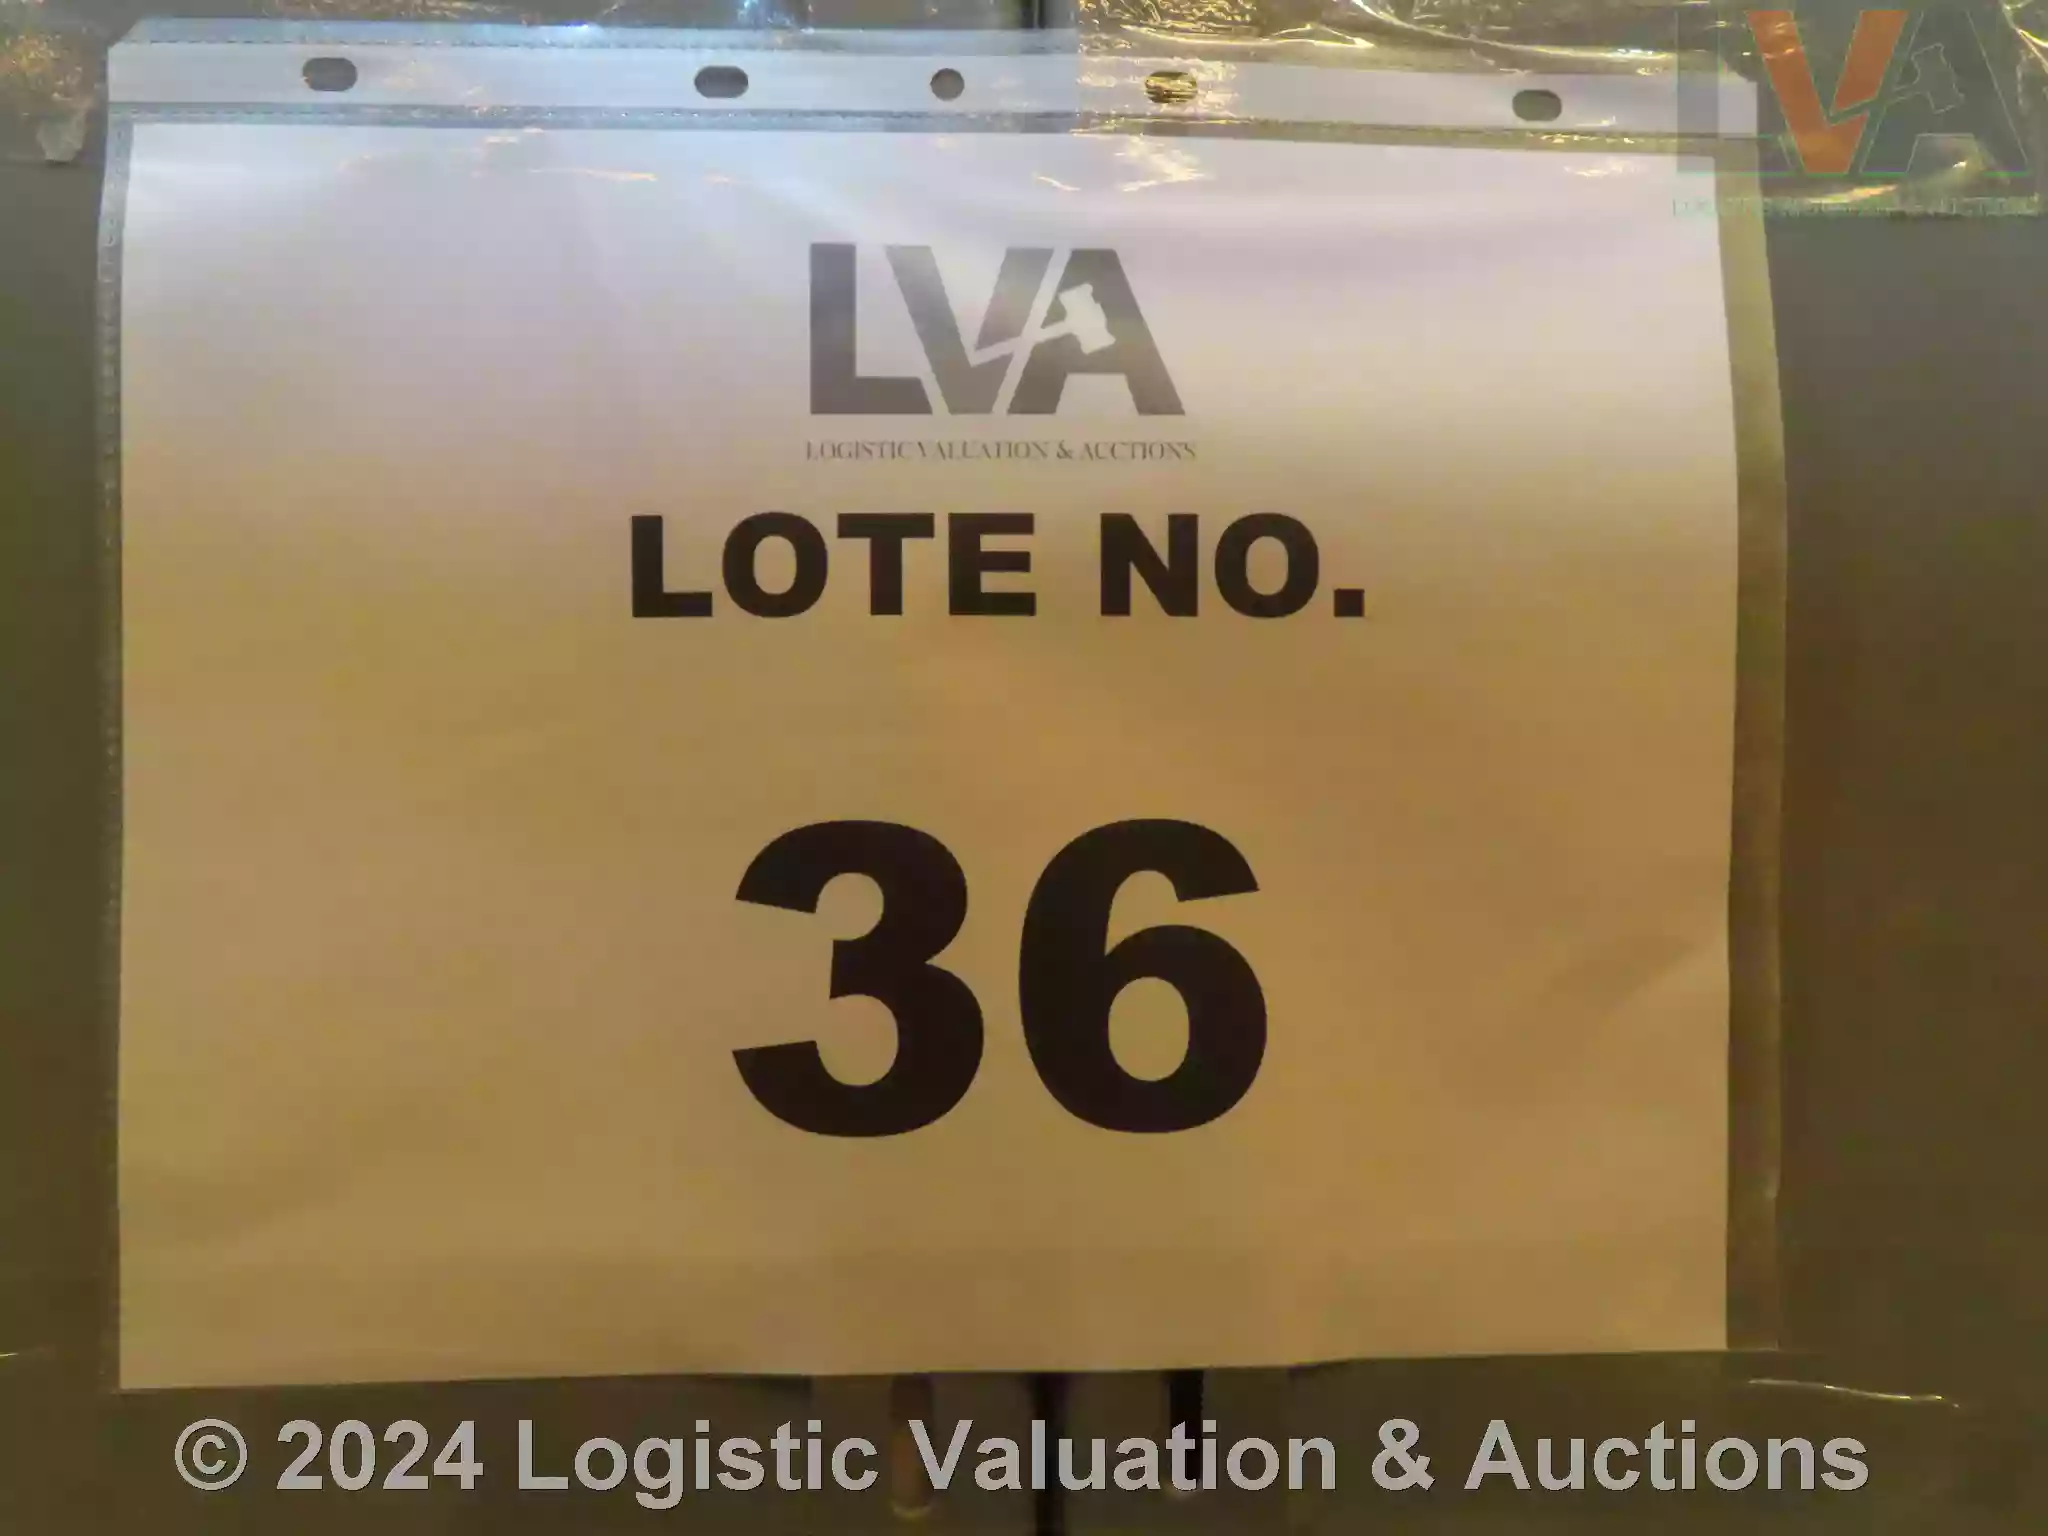 LVA
LVA
LOGISTIC VALUATION & AUCTIONS
LOTE NO.
36
© 2024 Logistic Valuation & Auctions